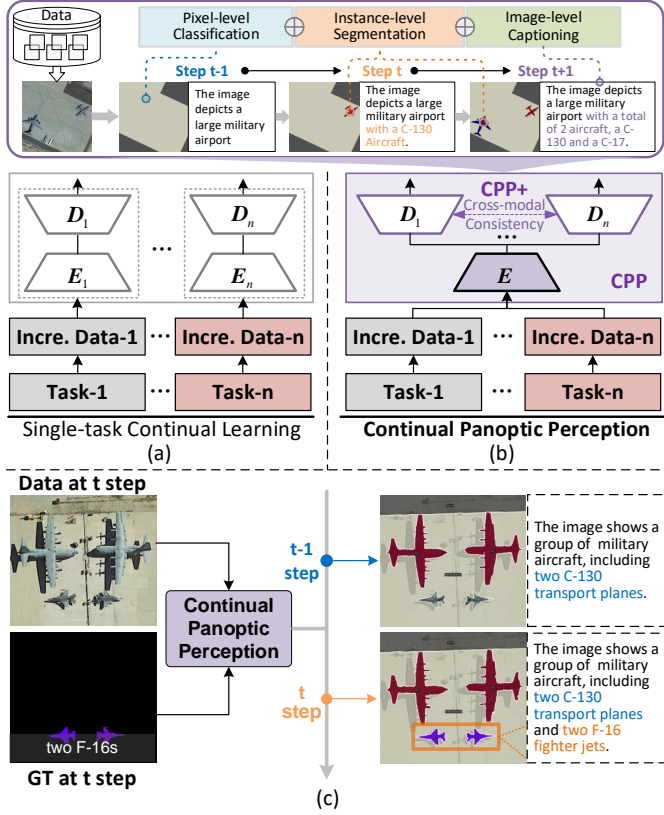 Data
Pixel-level
Classification
Instance-level
Segmentation
Image-level
Captioning
Step t-1
Step t
Step t+1
The image
depicts a
large military
airport
The image
depicts a large
military airport
with a C-130
Aircraft.
The image
depicts a large
military airport
with a total
of 2 aircraft, a C-
130 and a C-17.
D1
Dn
...
E1
En
Incre. Data-1
...
Incre. Data-n
Task-1
...
Task-n
Single-task Continual Learning
(a)
CPP+
D1
Cross-modal
Consistency
Dn
...
E
CPP
Incre. Data-1
...
Incre. Data-n
Task-1
...
Task-n
Continual Panoptic Perception
(b)
Data at t step
Continual
Panoptic
Perception
two F-16s
GT at t step
t-1
step
t
step
The image shows a
group of military
aircraft, including
two C-130
transport planes.
The image shows a
group of military
aircraft, including
two C-130
transport planes
and two F-16
fighter jets.
(c)